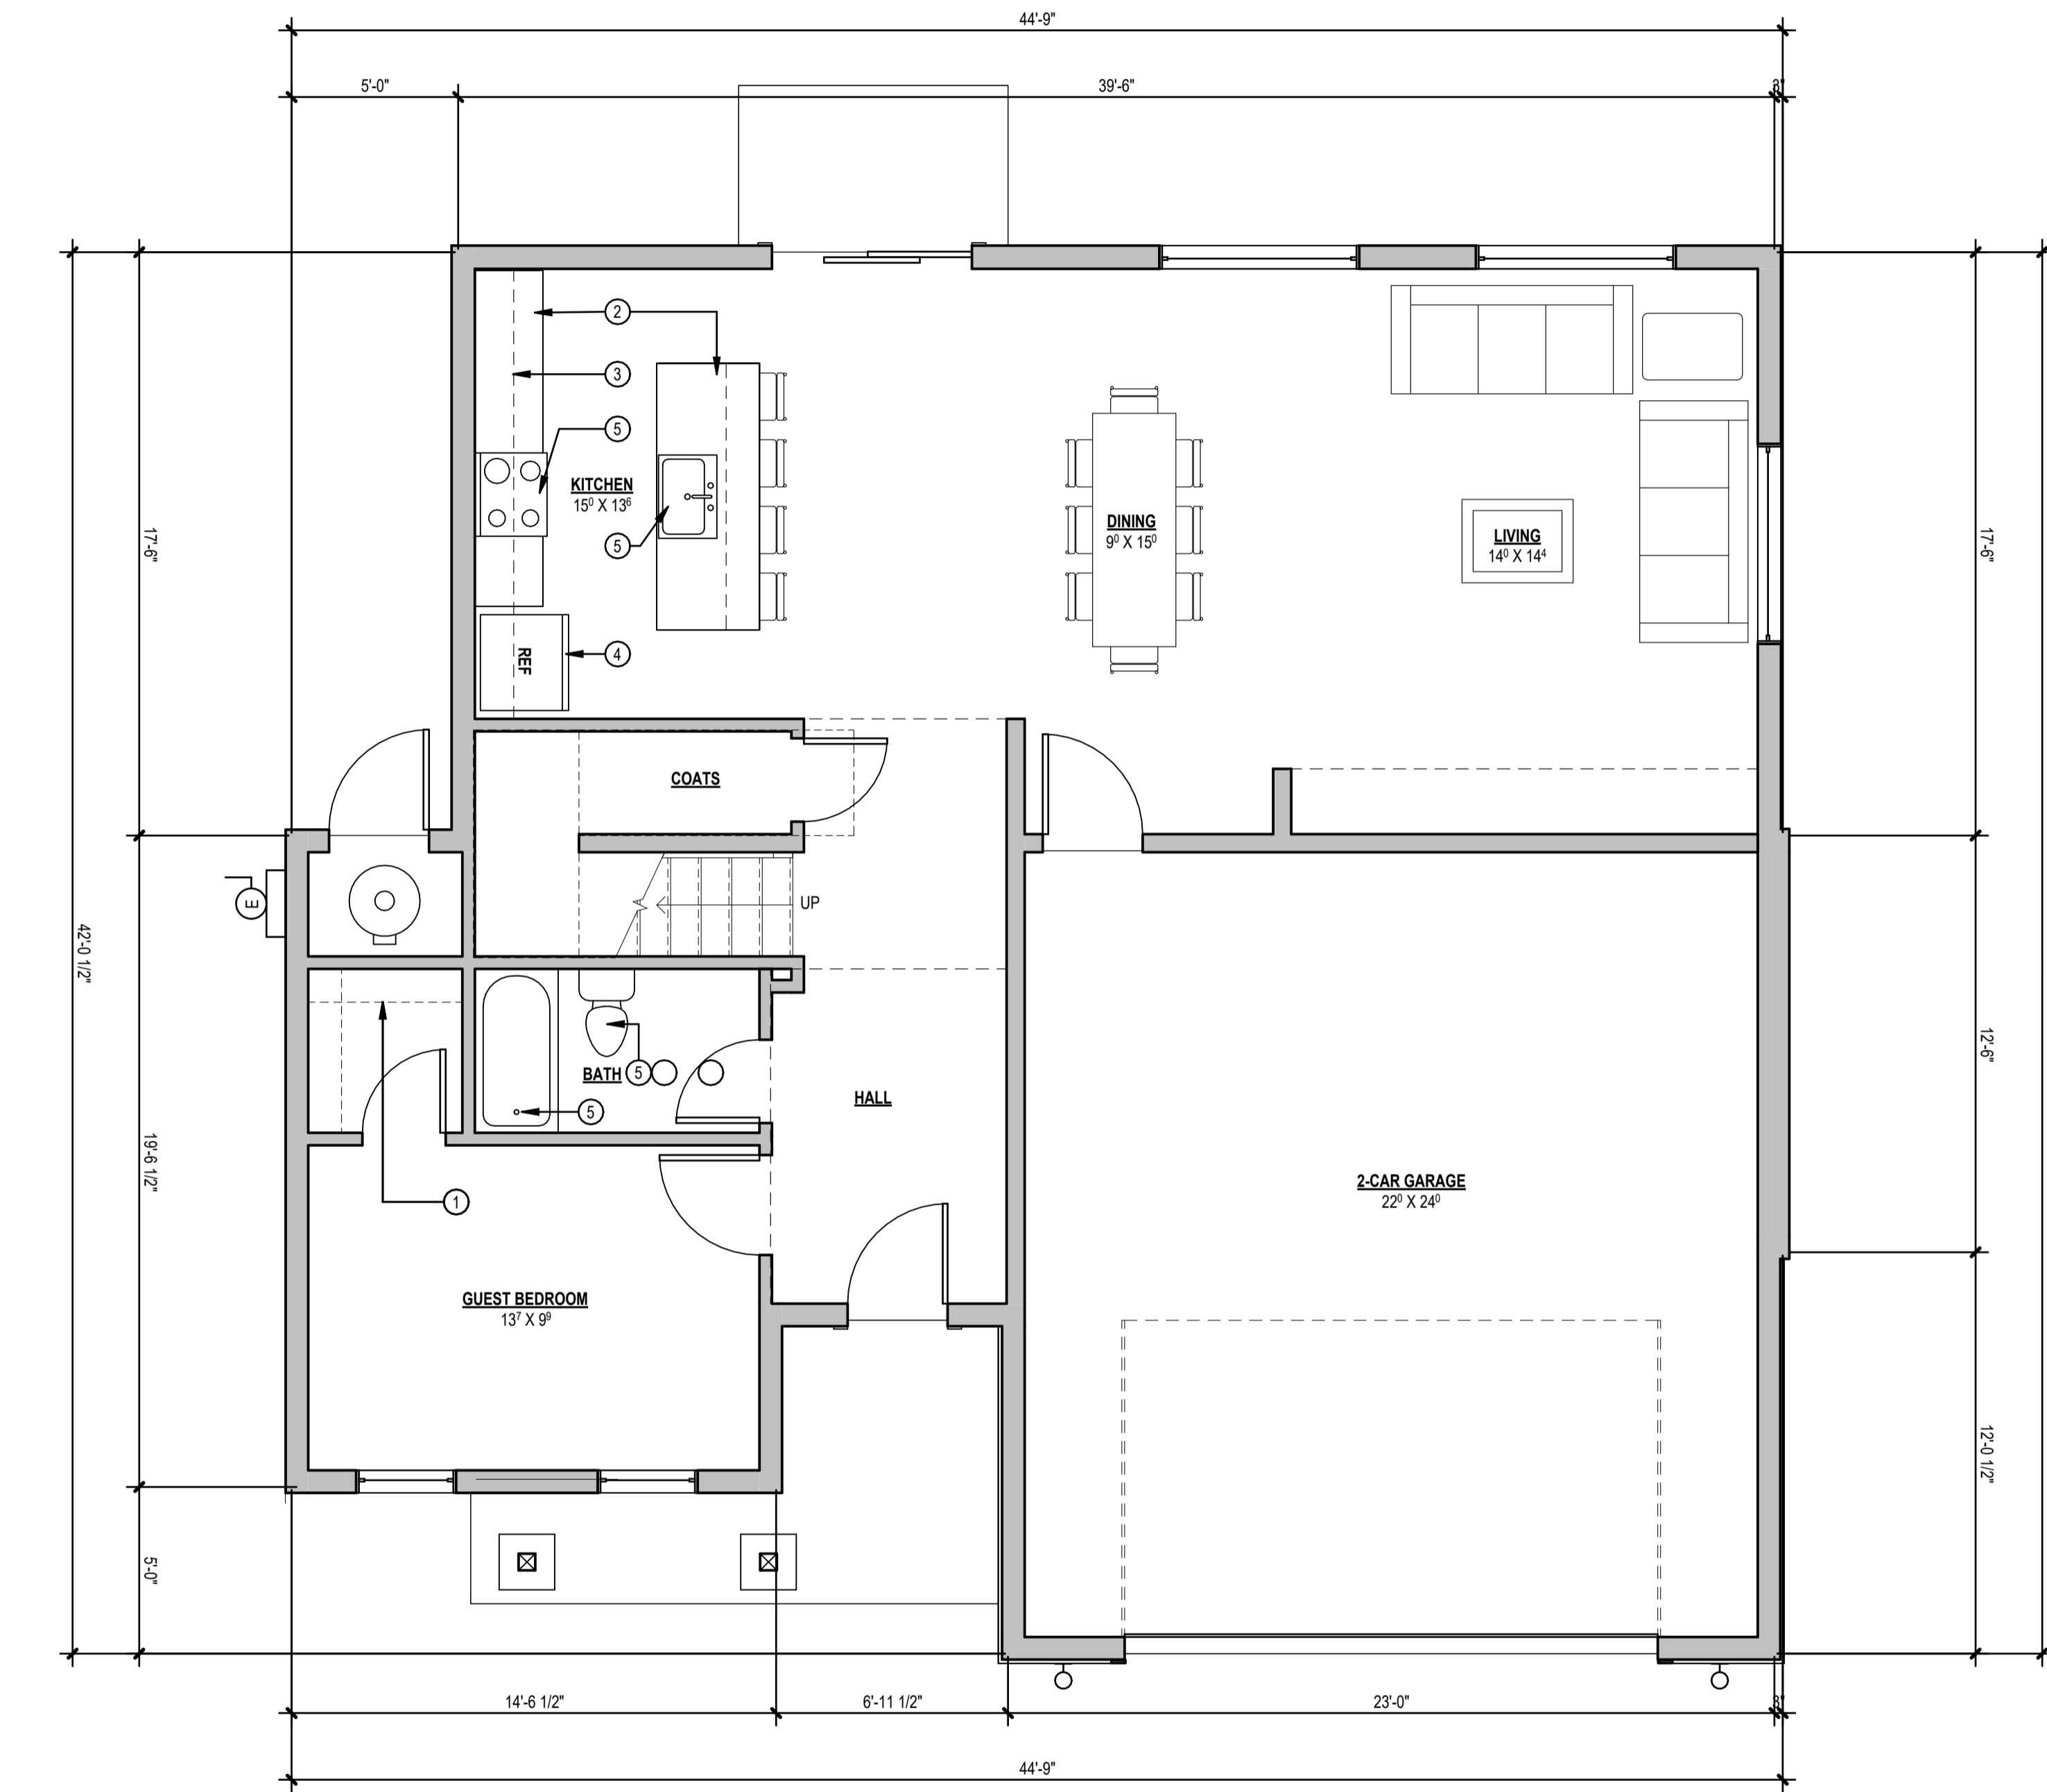 44'-9"
5'-0"
39'-6"
3"
2
3
5
KITCHEN
15⁰ X 13⁶
5
4
REF
DINING
9⁰ X 15⁰
LIVING
14⁰ X 14⁴
17'-6"
17'-6"
COATS
UP
E
42'-0 1/2"
12'-6"
BATH
5
5
HALL
19'-6 1/2"
1
2-CAR GARAGE
22⁰ X 24⁰
GUEST BEDROOM
13⁷ X 9⁹
12'-0 1/2"
5'-0"
14'-6 1/2"
6'-11 1/2"
23'-0"
3"
44'-9"